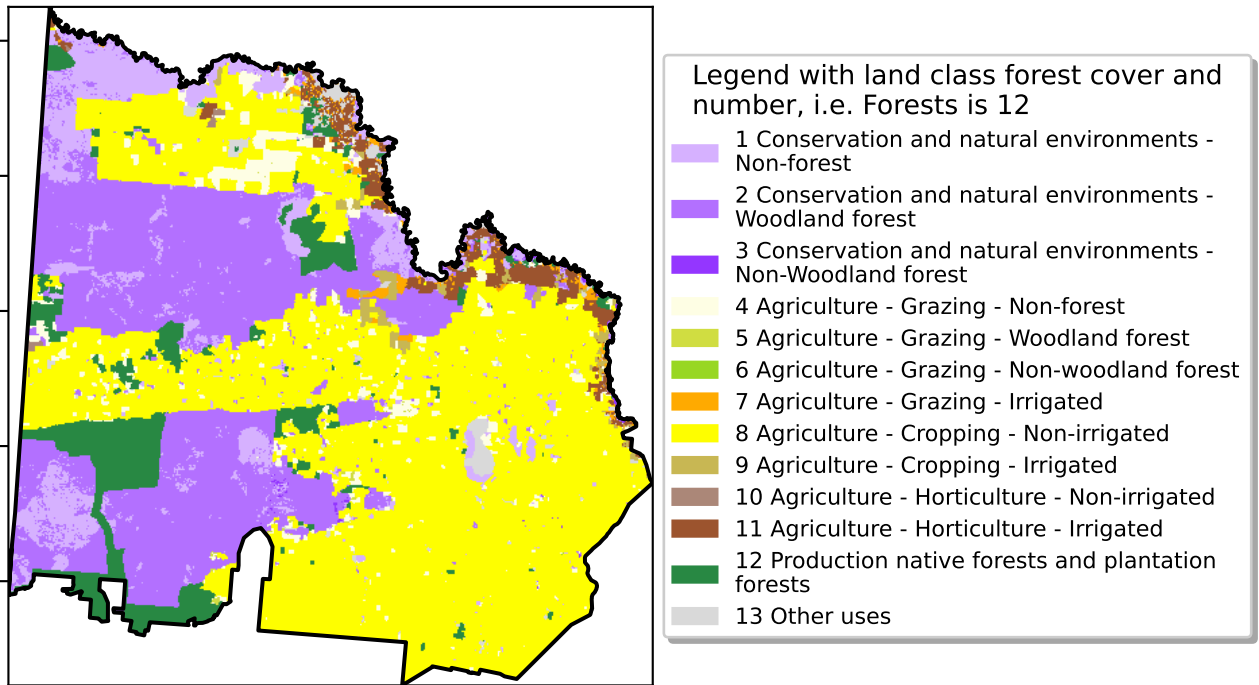 Legend with land class forest cover and
number, i.e. Forests is 12
1 Conservation and natural environments -
Non-forest
2 Conservation and natural environments -
Woodland forest
3 Conservation and natural environments -
Non-Woodland forest
4 Agriculture - Grazing - Non-forest
5 Agriculture - Grazing - Woodland forest
6 Agriculture - Grazing - Non-woodland forest
7 Agriculture - Grazing - Irrigated
8 Agriculture - Cropping - Non-irrigated
9 Agriculture - Cropping - Irrigated
10 Agriculture - Horticulture - Non-irrigated
11 Agriculture - Horticulture - Irrigated
12 Production native forests and plantation
forests
13 Other uses